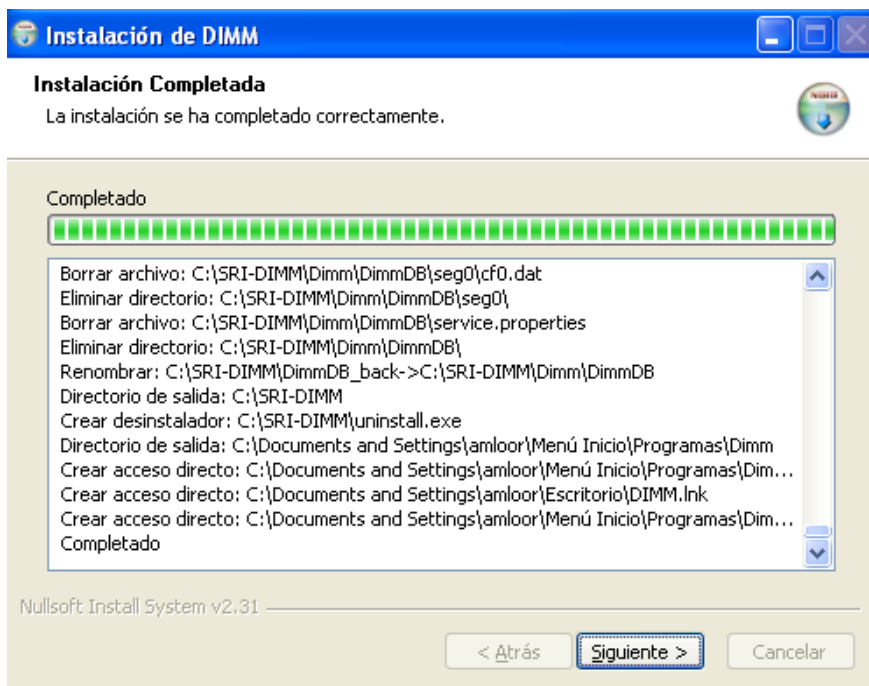 Instalación de DIMM
Instalación Completada
La instalación se ha completado correctamente.
Completado
Borrar archivo: C:\SRI-DIMM\Dimm\DimmDB\seg0\cf0.dat
Eliminar directorio: C:\SRI-DIMM\Dimm\DimmDB\seg0\
Borrar archivo: C:\SRI-DIMM\Dimm\DimmDB\service.properties
Eliminar directorio: C:\SRI-DIMM\Dimm\DimmDB\
Renombrar: C:\SRI-DIMM\DimmDB_back->C:\SRI-DIMM\Dimm\DimmDB
Directorio de salida: C:\SRI-DIMM
Crear desinstalador: C:\SRI-DIMM\uninstall.exe
Directorio de salida: C:\Documents and Settings\amloor\Menú Inicio\Programas\Dimm
Crear acceso directo: C:\Documents and Settings\amloor\Menú Inicio\Programas\Dim...
Crear acceso directo: C:\Documents and Settings\amloor\Escritorio\DIMM.lnk
Crear acceso directo: C:\Documents and Settings\amloor\Menú Inicio\Programas\Dim...
Completado
Nullsoft Install System v2.31
< Atrás Siguiente > Cancelar